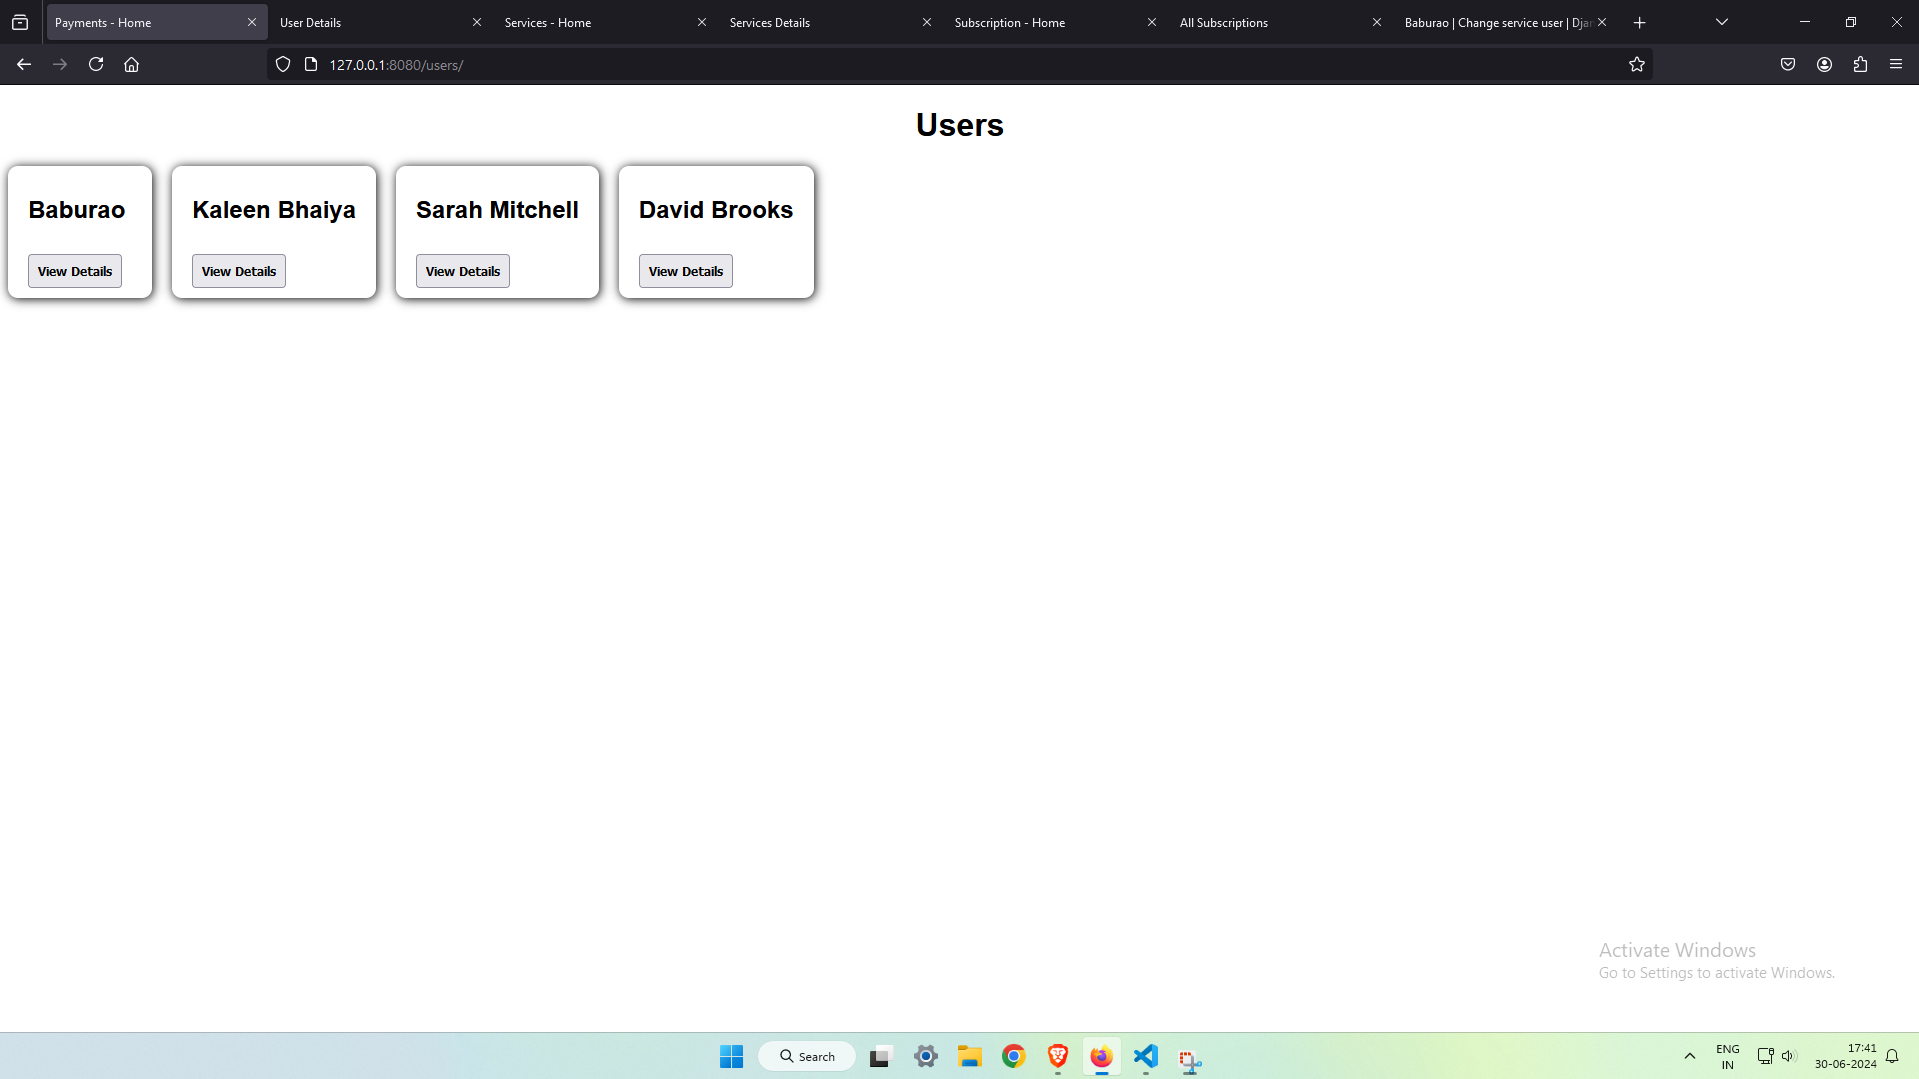 Payments - Home
User Details
Services - Home
Services Details
Subscription - Home
All Subscriptions
Baburao | Change service user | Djan
127.0.0.1:8080/users/
Users
Baburao
Kaleen Bhaiya
Sarah Mitchell
David Brooks
View Details
View Details
View Details
View Details
Activate Windows
Go to Settings to activate Windows.
Search
ENG
IN
17:41
30-06-2024